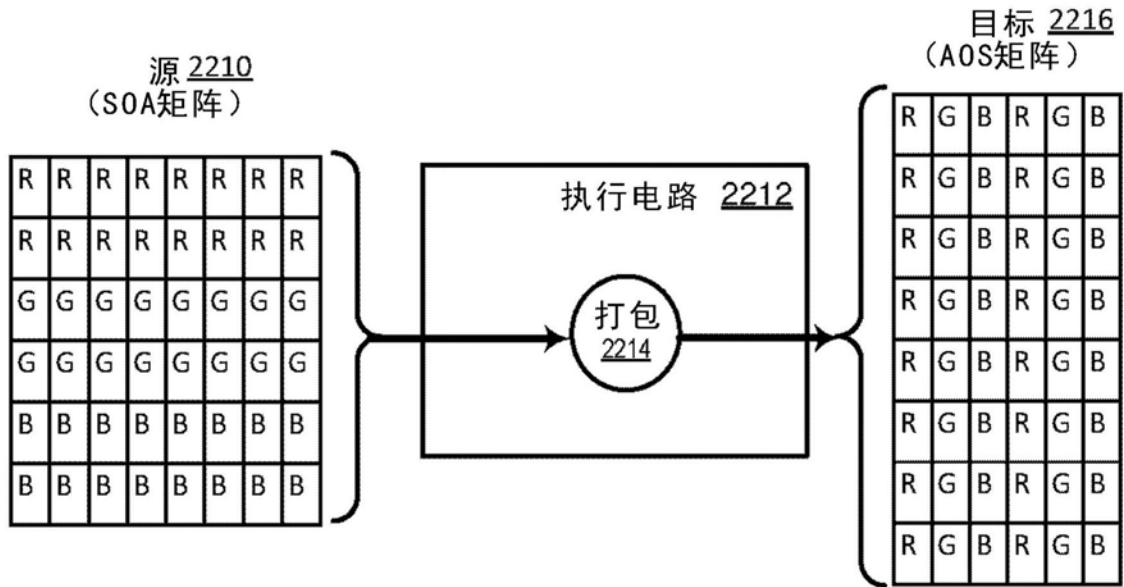 源 2210
(SOA矩阵)
R R R R R R R R
R R R R R R R R
G G G G G G G G
G G G G G G G G
B B B B B B B B
B B B B B B B B
执行电路 2212
打包
2214
目标 2216
(AOS矩阵)
R G B R G B
R G B R G B
R G B R G B
R G B R G B
R G B R G B
R G B R G B
R G B R G B
R G B R G B